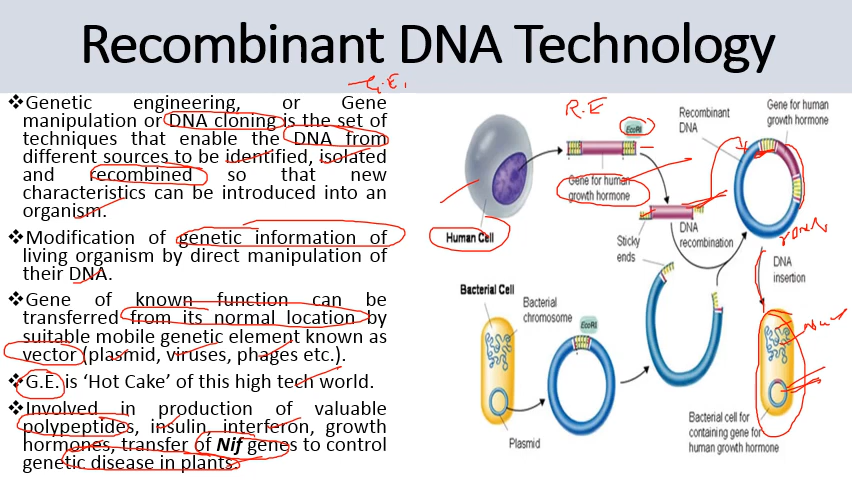 Recombinant DNA Technology
G.E.
❖Genetic engineering, or Gene
manipulation or DNA cloning is the set of
techniques that enable the DNA from
different sources to be identified, isolated
and recombined so that new
characteristics can be introduced into an
organism.
❖Modification of genetic information of
living organism by direct manipulation of
their DNA.
❖Gene of known function can be
transferred from its normal location by
suitable mobile genetic element known as
vector (plasmid, viruses, phages etc.).
❖G.E. is ‘Hot Cake’ of this high tech world.
❖Involved in production of valuable
polypeptides, insulin, interferon, growth
hormones, transfer of Nif genes to control
genetic disease in plants.
R.E
EcoRI
Recombinant
DNA
Gene for human
growth hormone
Gene for human
growth hormone
Human Cell
DNA
recombination
Sticky
ends
rDNA
DNA
insertion
Bacterial Cell
Bacterial
chromosome
EcoRI
Plasmid
Bacterial cell for
containing gene for
human growth hormone